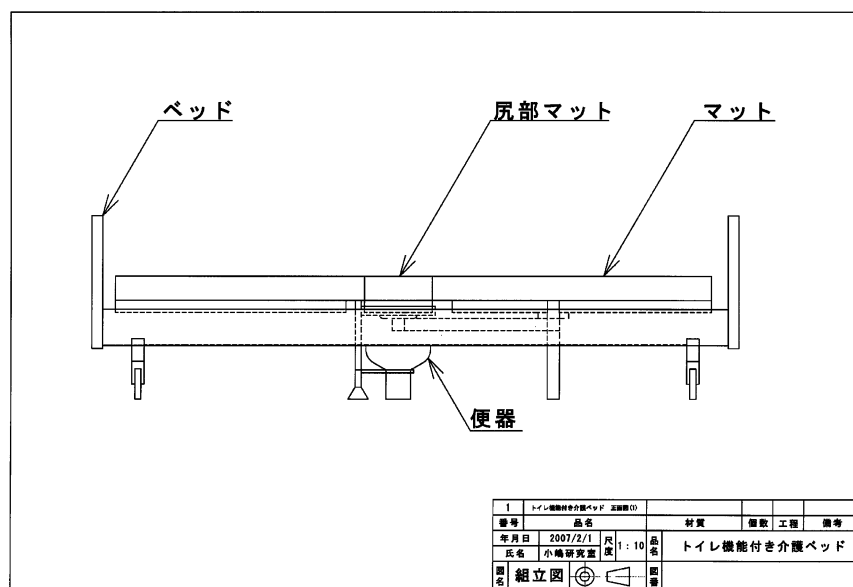 ベッド
尻部マット
マット
便器
1 トイレ機能付き介護ベッド 正面図(1)
番号 品名 材質 個数 工程 備考
年月日 2007/2/1 尺度 1:10 品名 トイレ機能付き介護ベッド
氏名 小嶋研究室
図名 組立図 図番